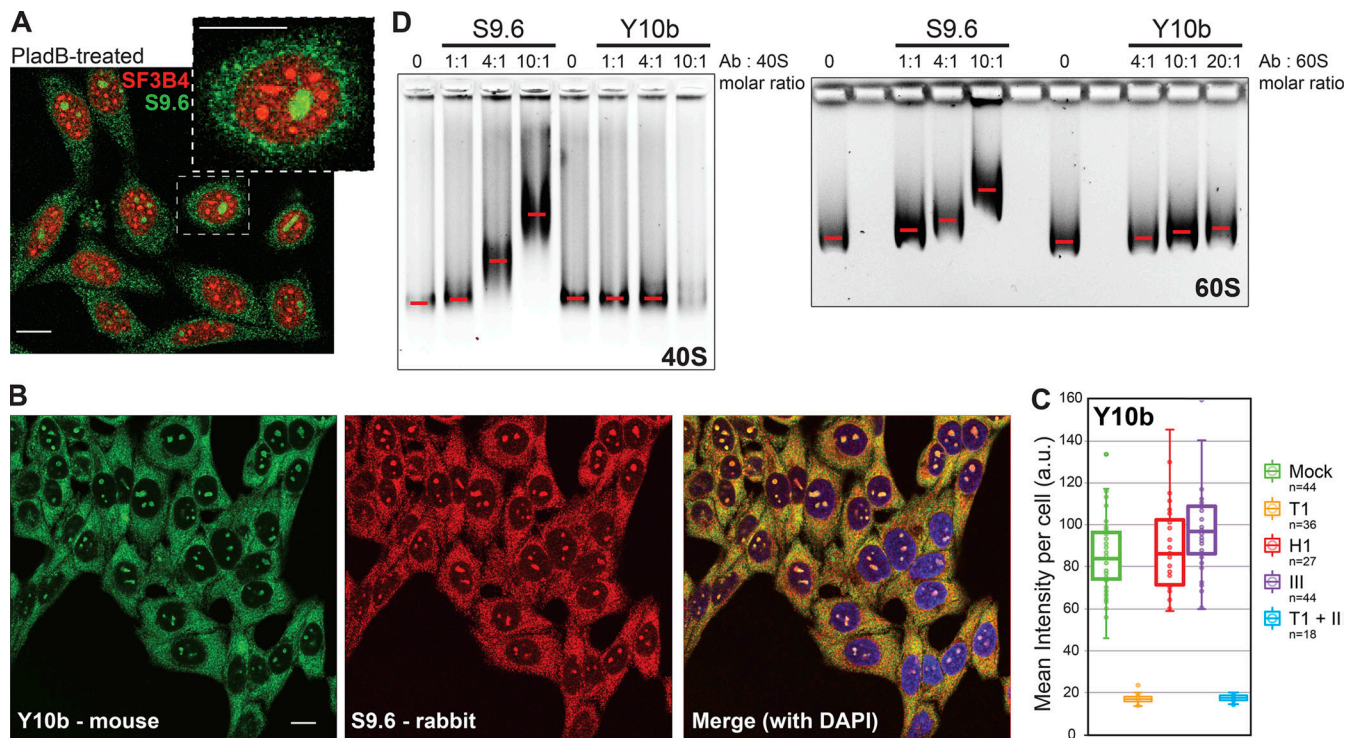 A
PladB-treated
SF3B4
S9.6
D
S9.6 Y10b
0 1:1 4:1 10:1 0 1:1 4:1 10:1 Ab : 40S
molar ratio
40S
S9.6 Y10b
0 1:1 4:1 10:1 0 4:1 10:1 20:1 Ab : 60S
molar ratio
60S
B
Y10b - mouse
S9.6 - rabbit
Merge (with DAPI)
C
Y10b
Mean Intensity per cell (a.u.)
160
140
120
100
80
60
40
20
0
Mock
n=44
T1
n=36
H1
n=27
III
n=44
T1 + II
n=18